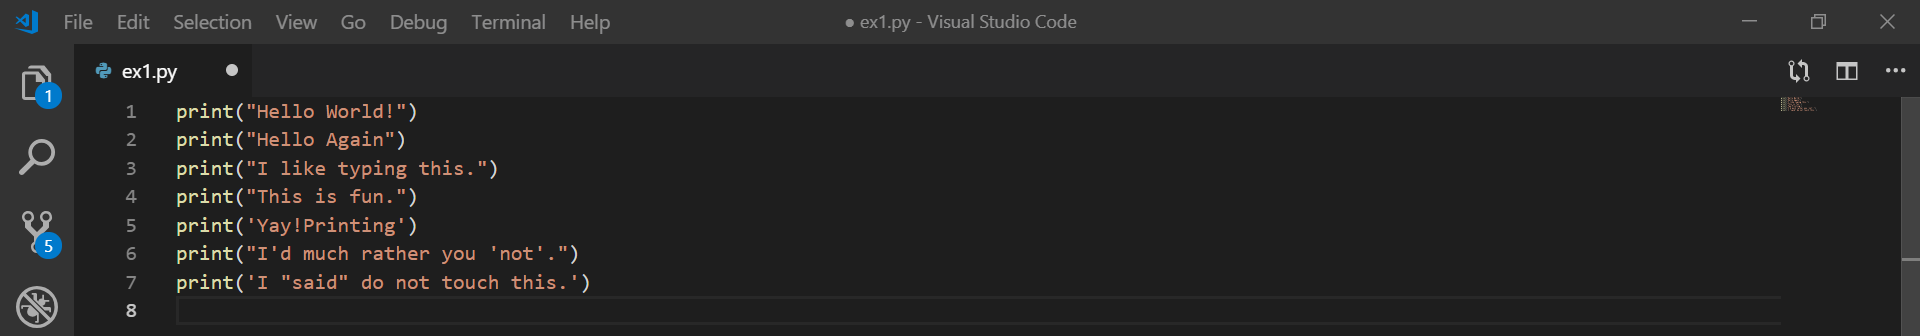 File Edit Selection View Go Debug Terminal Help ● ex1.py - Visual Studio Code
ex1.py
1
5
1 print("Hello World!")
2 print("Hello Again")
3 print("I like typing this.")
4 print("This is fun.")
5 print('Yay!Printing')
6 print("I'd much rather you 'not'.")
7 print('I "said" do not touch this.')
8